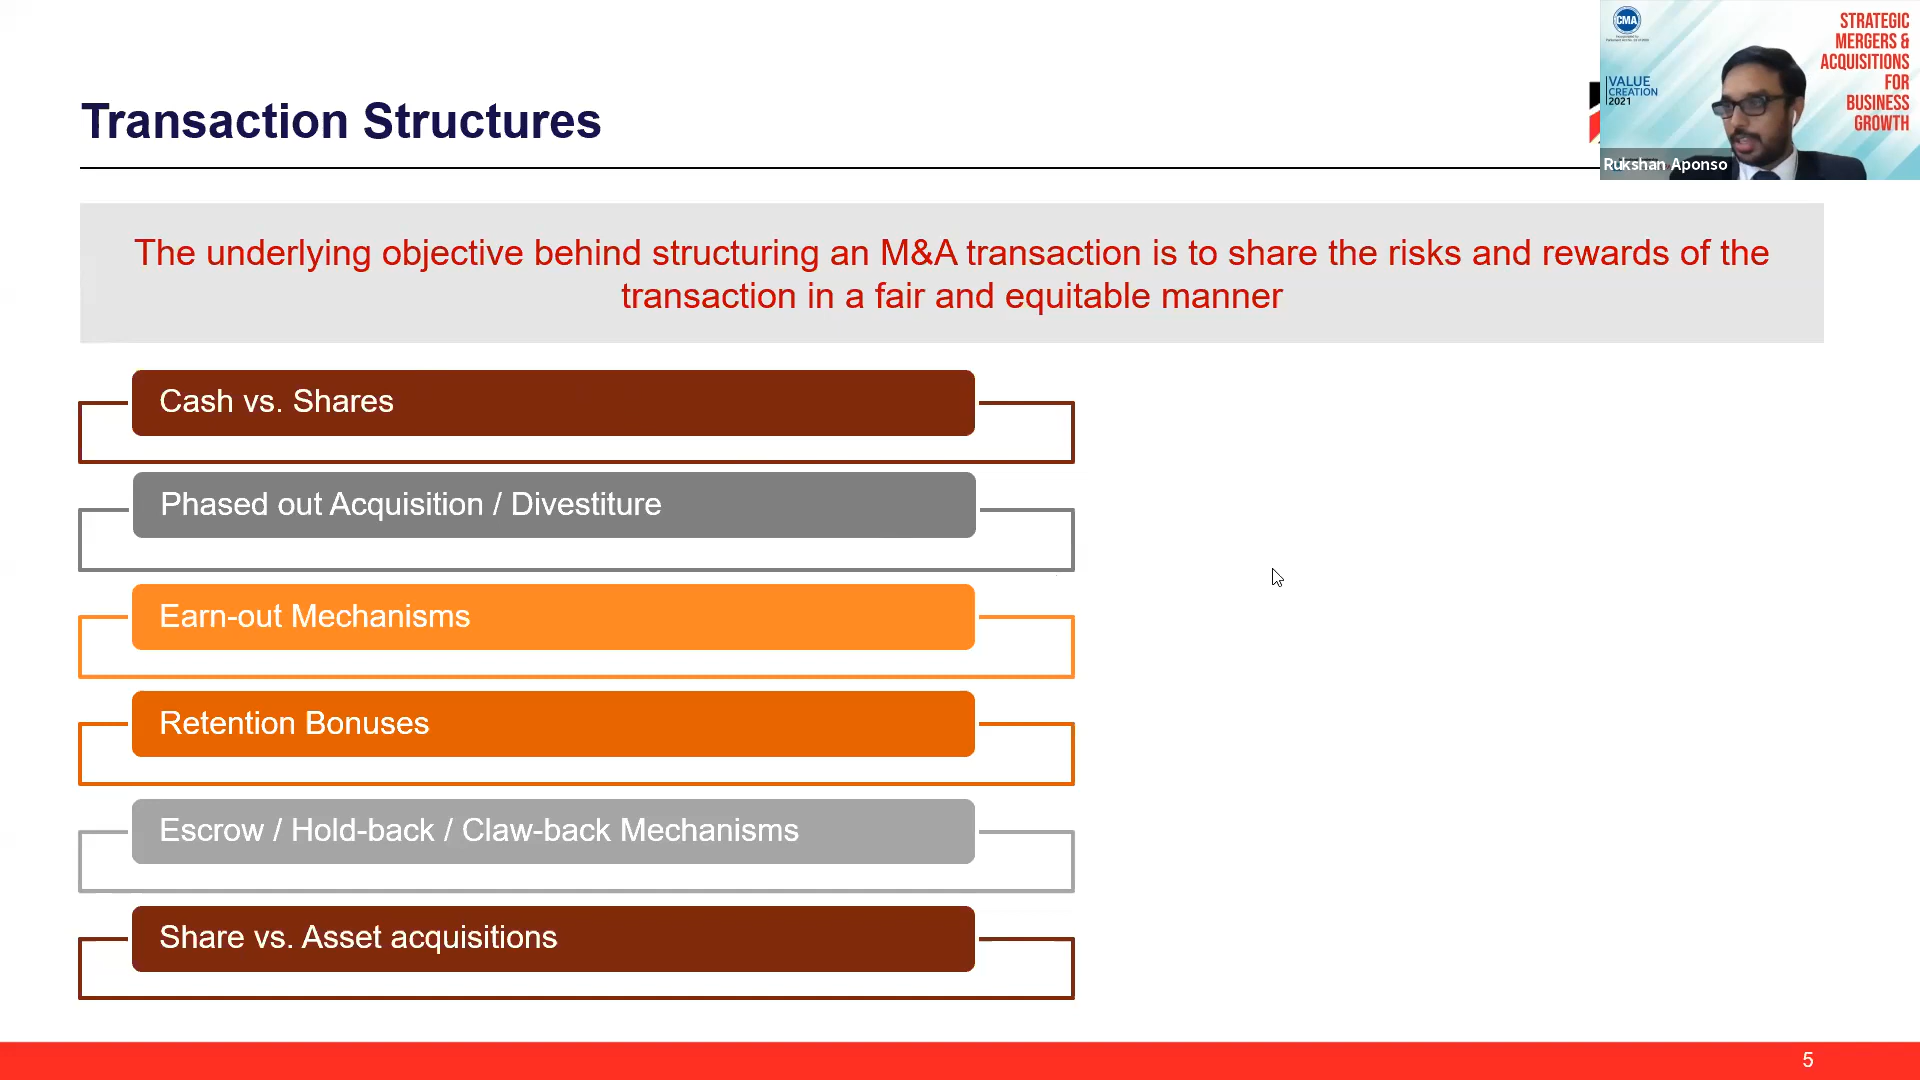 Transaction Structures
CMA
VALUE
CREATION
2021
STRATEGIC
MERGERS &
ACQUISITIONS
FOR
BUSINESS
GROWTH
Rukshan Aponso
The underlying objective behind structuring an M&A transaction is to share the risks and rewards of the
transaction in a fair and equitable manner
Cash vs. Shares
Phased out Acquisition / Divestiture
Earn-out Mechanisms
Retention Bonuses
Escrow / Hold-back / Claw-back Mechanisms
Share vs. Asset acquisitions
5